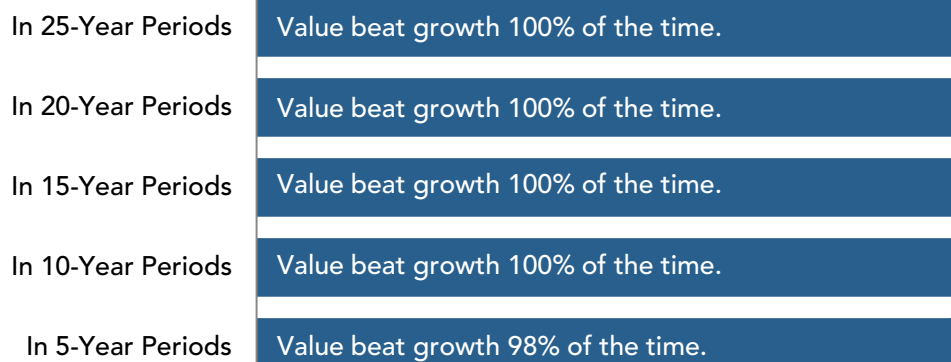 In 25-Year Periods Value beat growth 100% of the time.
In 20-Year Periods Value beat growth 100% of the time.
In 15-Year Periods Value beat growth 100% of the time.
In 10-Year Periods Value beat growth 100% of the time.
In 5-Year Periods Value beat growth 98% of the time.